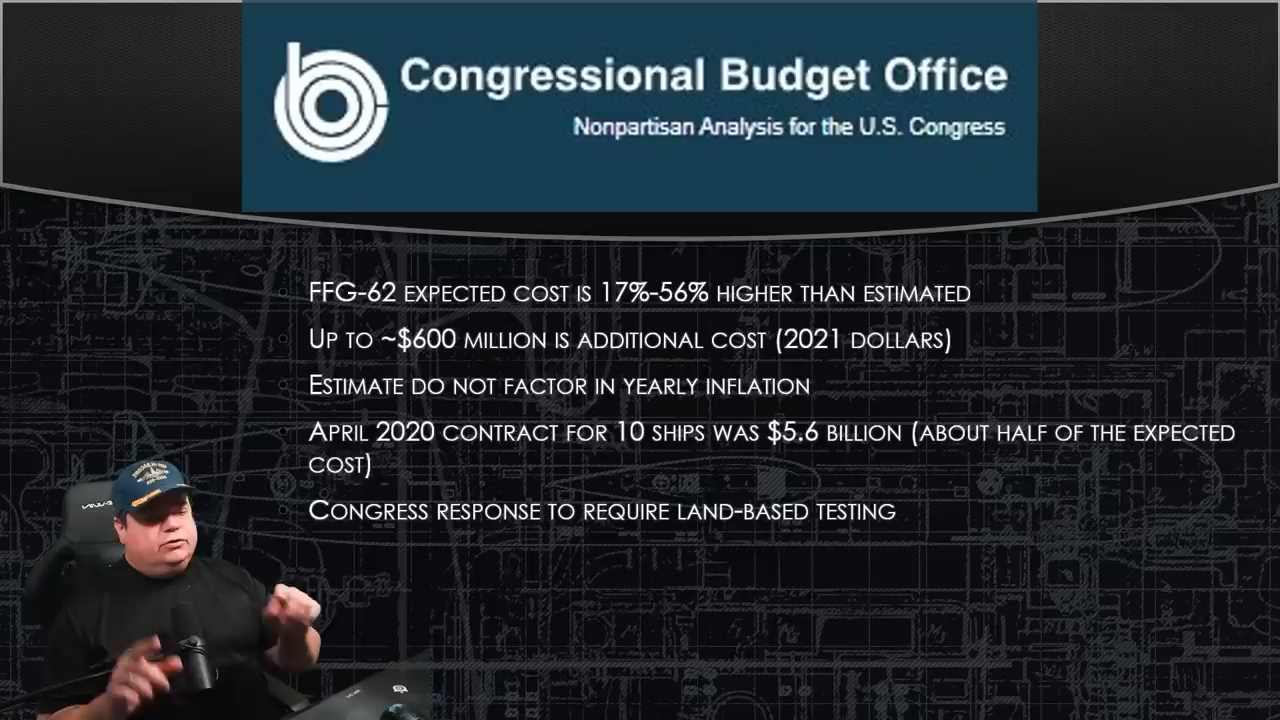 Congressional Budget Office
Nonpartisan Analysis for the U.S. Congress
FFG-62 EXPECTED COST IS 17%-56% HIGHER THAN ESTIMATED
UP TO ~$600 MILLION IS ADDITIONAL COST (2021 DOLLARS)
ESTIMATE DO NOT FACTOR IN YEARLY INFLATION
APRIL 2020 CONTRACT FOR 10 SHIPS WAS $5.6 BILLION (ABOUT HALF OF THE EXPECTED
COST)
CONGRESS RESPONSE TO REQUIRE LAND-BASED TESTING